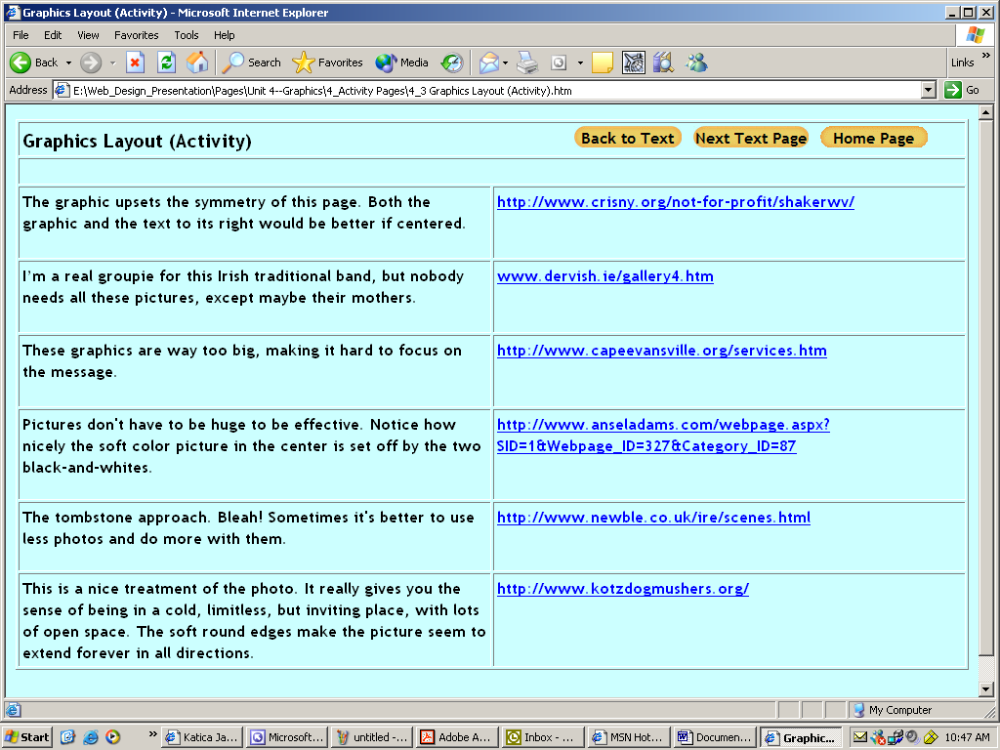 Graphics Layout (Activity) - Microsoft Internet Explorer
File Edit View Favorites Tools Help
Back Search Favorites Media Links »
Address E:\Web_Design_Presentation\Pages\Unit 4--Graphics\4_Activity Pages\4_3 Graphics Layout (Activity).htm Go
Graphics Layout (Activity) Back to Text Next Text Page Home Page
The graphic upsets the symmetry of this page. Both the
graphic and the text to its right would be better if centered.
http://www.crisny.org/not-for-profit/shakerwv/
I'm a real groupie for this Irish traditional band, but nobody
needs all these pictures, except maybe their mothers.
www.dervish.ie/gallery4.htm
These graphics are way too big, making it hard to focus on
the message.
http://www.capeevansville.org/services.htm
Pictures don't have to be huge to be effective. Notice how
nicely the soft color picture in the center is set off by the two
black-and-whites.
http://www.anseladams.com/webpage.aspx?
SID=1&Webpage_ID=327&Category_ID=87
The tombstone approach. Bleah! Sometimes it's better to use
less photos and do more with them.
http://www.newble.co.uk/ire/scenes.html
This is a nice treatment of the photo. It really gives you the
sense of being in a cold, limitless, but inviting place, with lots
of open space. The soft round edges make the picture seem to
extend forever in all directions.
http://www.kotzdogmushers.org/
My Computer
Start » Katica Ja... Microsoft... untitled -... Adobe A... Inbox - ... MSN Hot... Documen... Graphic... 10:47 AM